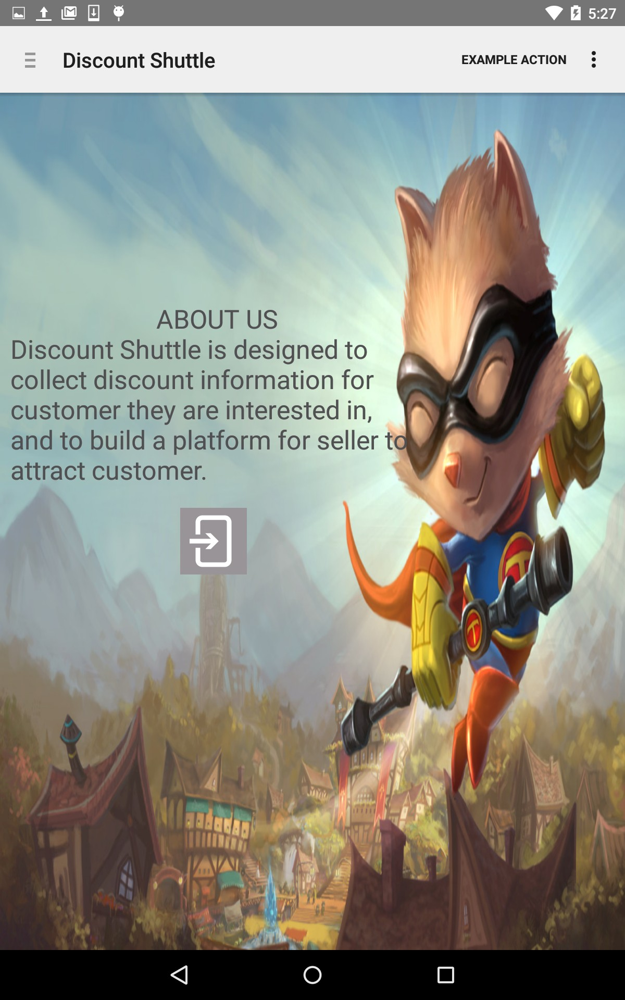 5:27
Discount Shuttle
EXAMPLE ACTION
ABOUT US
Discount Shuttle is designed to
collect discount information for
customer they are interested in,
and to build a platform for seller to
attract customer.
T
T